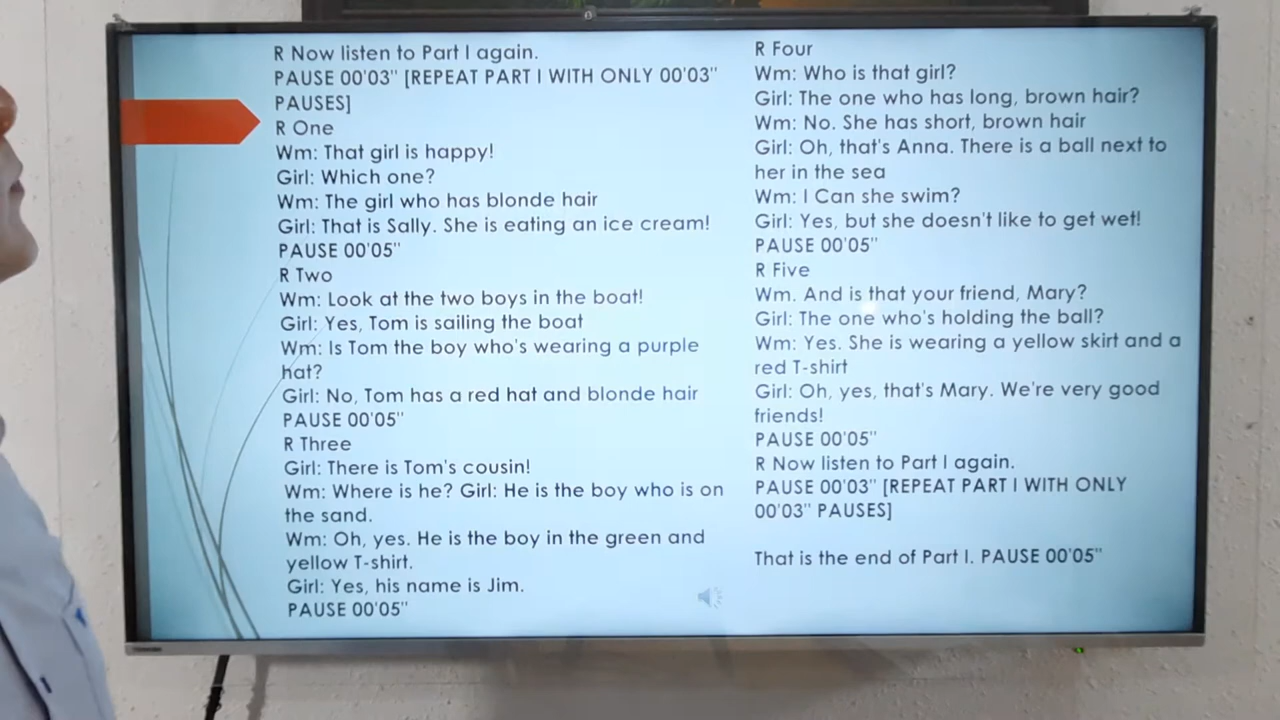 R Now listen to Part I again.
PAUSE 00'03" [REPEAT PART I WITH ONLY 00'03"
PAUSES]
R One
Wm: That girl is happy!
Girl: Which one?
Wm: The girl who has blonde hair
Girl: That is Sally. She is eating an ice cream!
PAUSE 00'05"
R Two
Wm: Look at the two boys in the boat!
Girl: Yes, Tom is sailing the boat
Wm: Is Tom the boy who's wearing a purple
hat?
Girl: No, Tom has a red hat and blonde hair
PAUSE 00'05"
R Three
Girl: There is Tom's cousin!
Wm: Where is he? Girl: He is the boy who is on
the sand.
Wm: Oh, yes. He is the boy in the green and
yellow T-shirt.
Girl: Yes, his name is Jim.
PAUSE 00'05"
R Four
Wm: Who is that girl?
Girl: The one who has long, brown hair?
Wm: No. She has short, brown hair
Girl: Oh, that's Anna. There is a ball next to
her in the sea
Wm: I Can she swim?
Girl: Yes, but she doesn't like to get wet!
PAUSE 00'05"
R Five
Wm. And is that your friend, Mary?
Girl: The one who's holding the ball?
Wm: Yes. She is wearing a yellow skirt and a
red T-shirt
Girl: Oh, yes, that's Mary. We're very good
friends!
PAUSE 00'05"
R Now listen to Part I again.
PAUSE 00'03" [REPEAT PART I WITH ONLY
00'03" PAUSES]
That is the end of Part I. PAUSE 00'05"
TOSHIBA